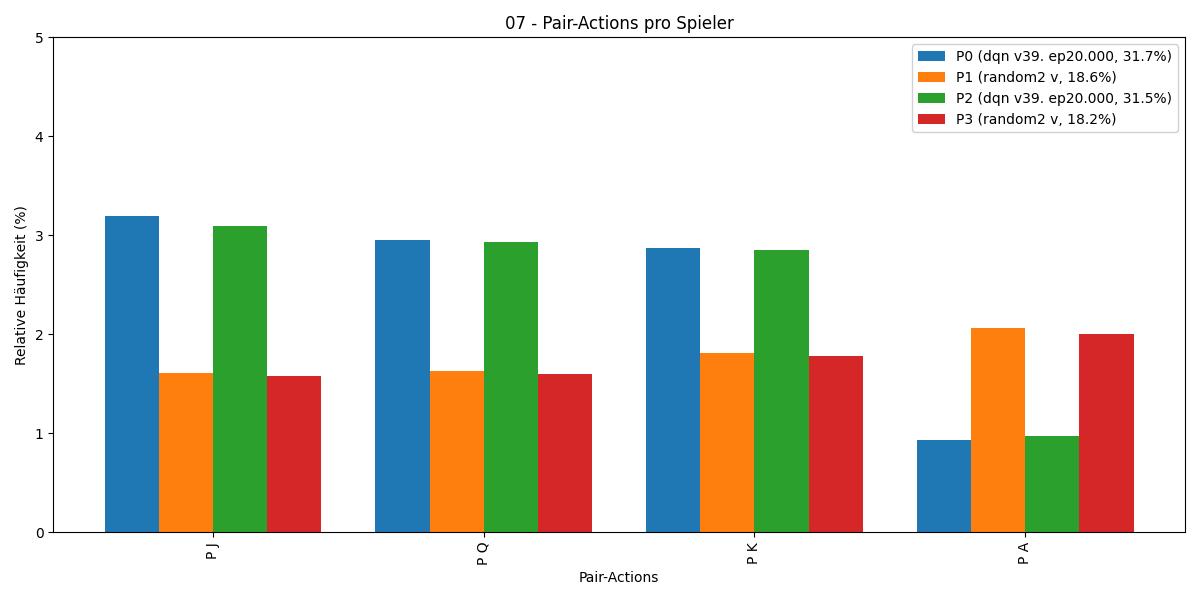 07 - Pair-Actions pro Spieler
Relative Häufigkeit (%)
5
4
3
2
1
0
P0 (dqn v39. ep20.000, 31.7%)
P1 (random2 v, 18.6%)
P2 (dqn v39. ep20.000, 31.5%)
P3 (random2 v, 18.2%)
P J
P Q
P K
P A
Pair-Actions